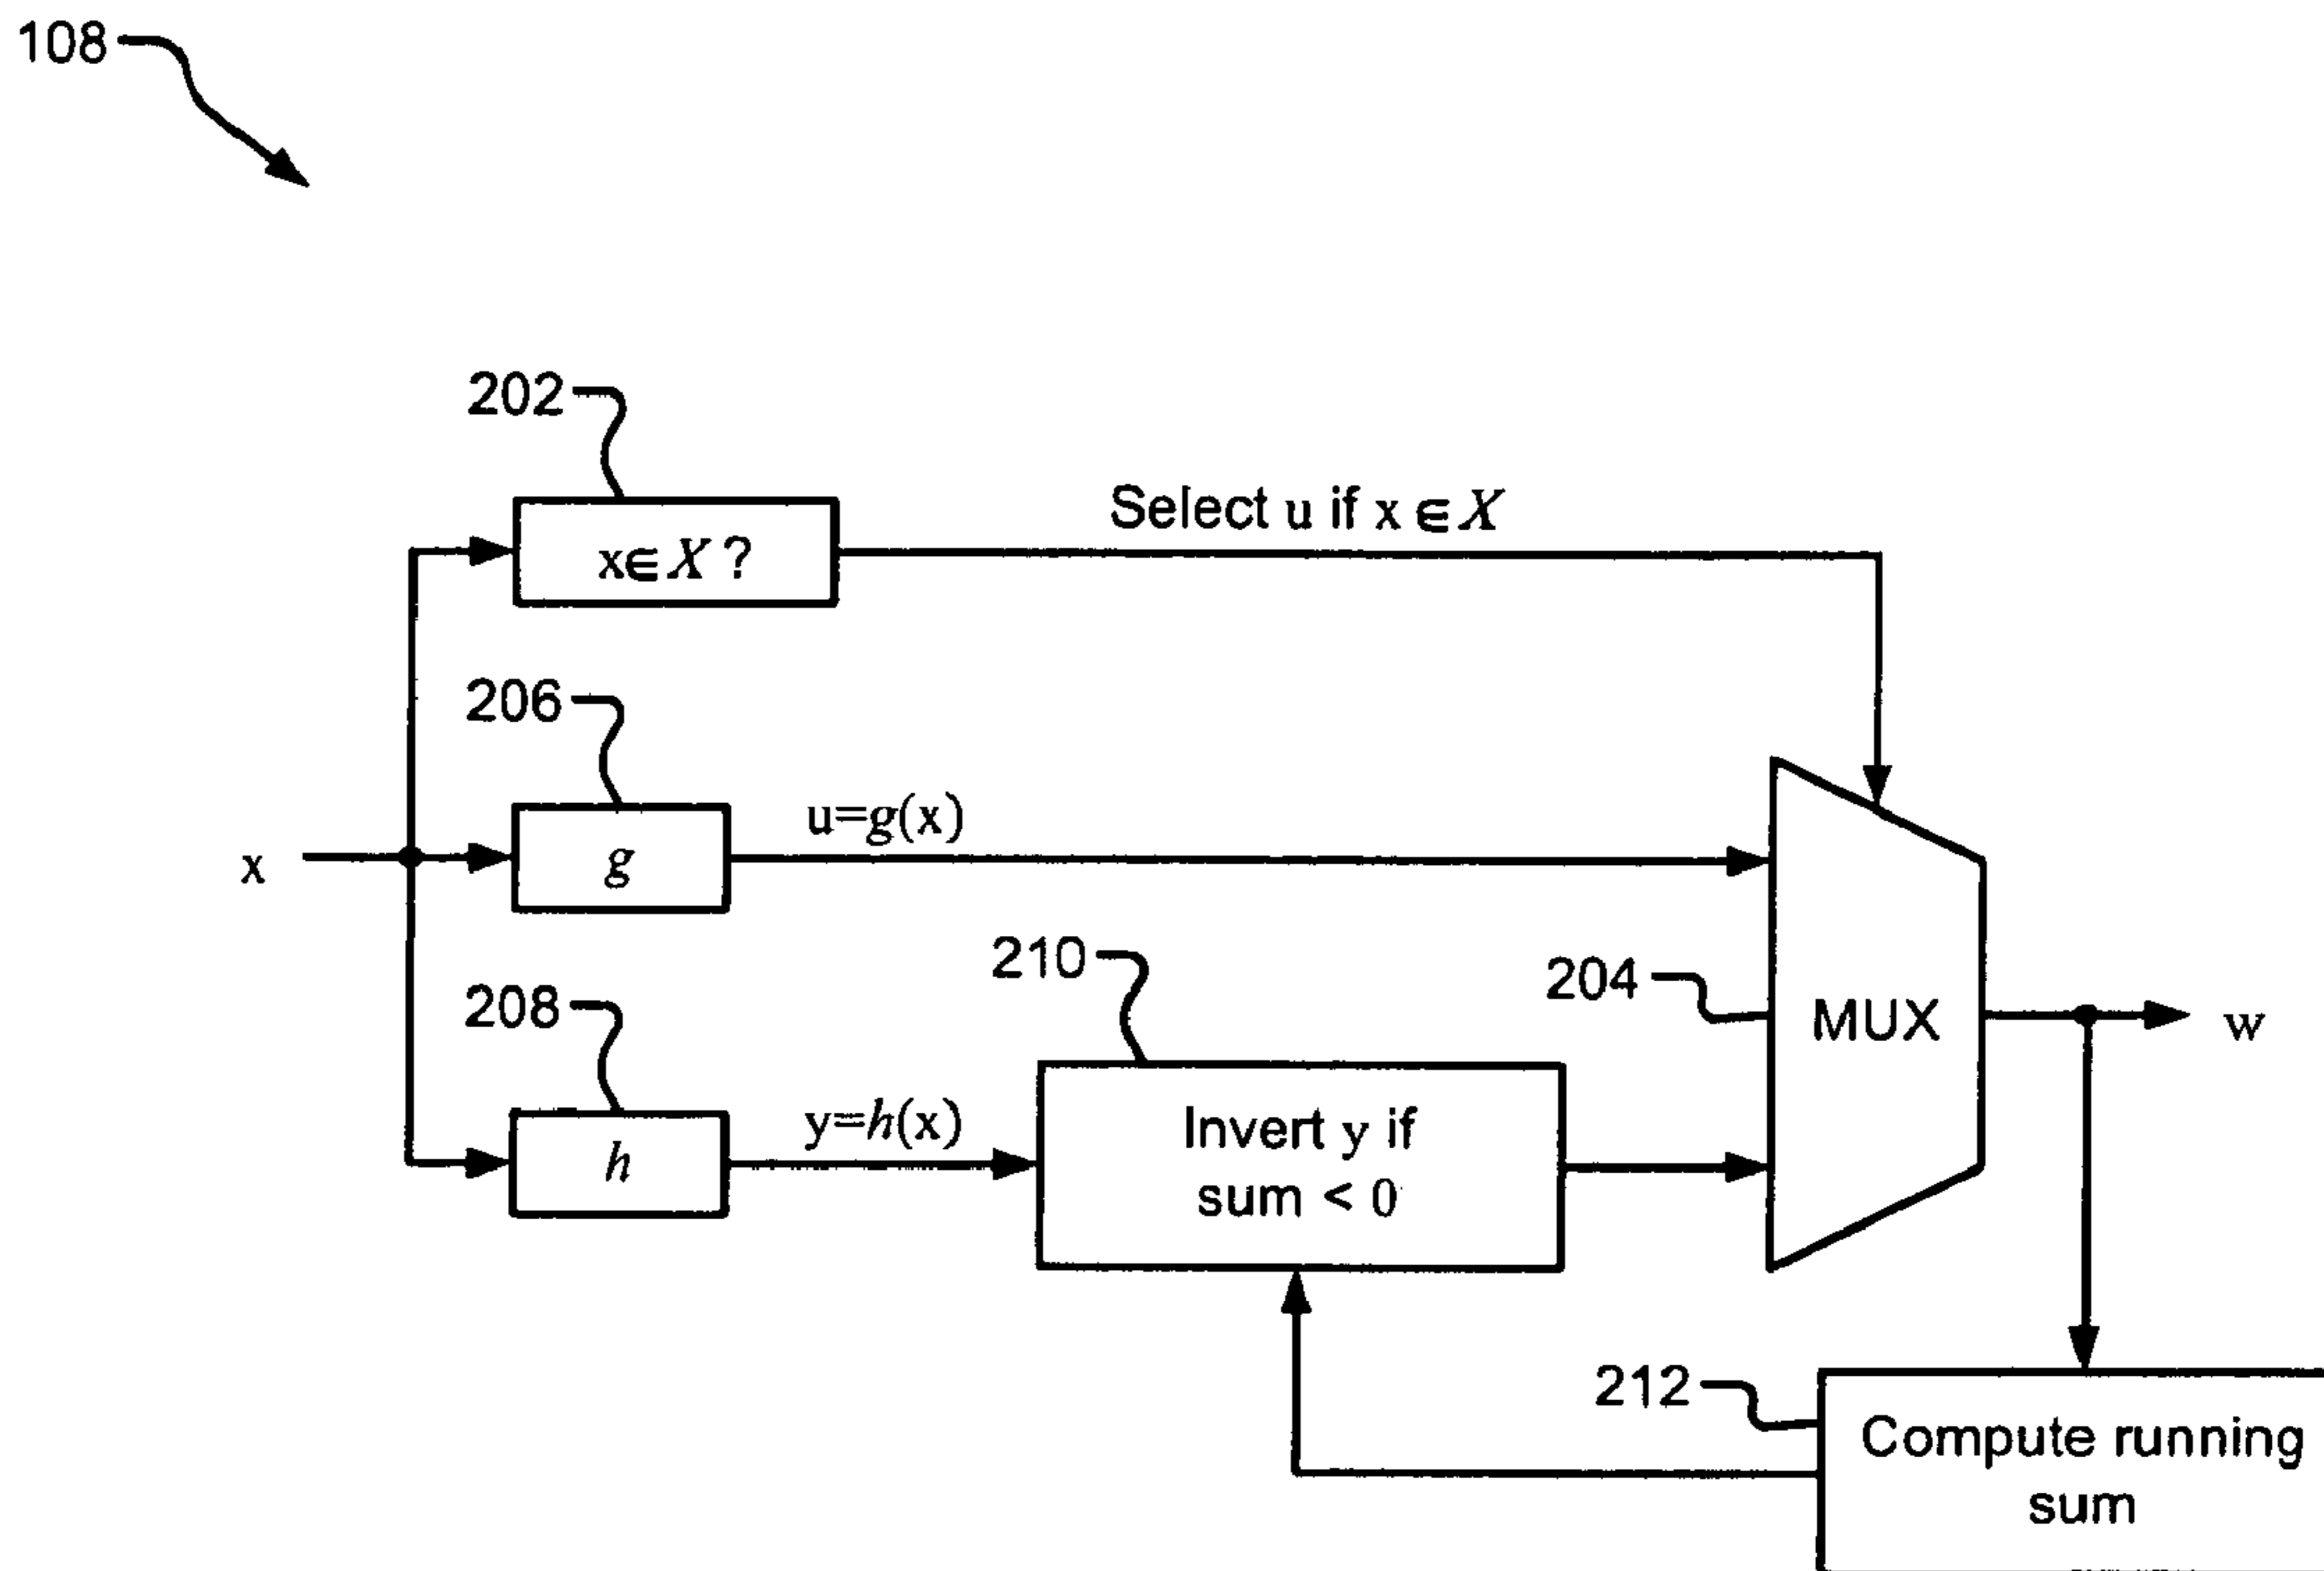 108
202
x∈X ?
Select u if x∈X
206
g
u=g(x)
x
208
h
y=h(x)
210
Invert y if
sum < 0
204
MUX
w
212
Compute running
sum